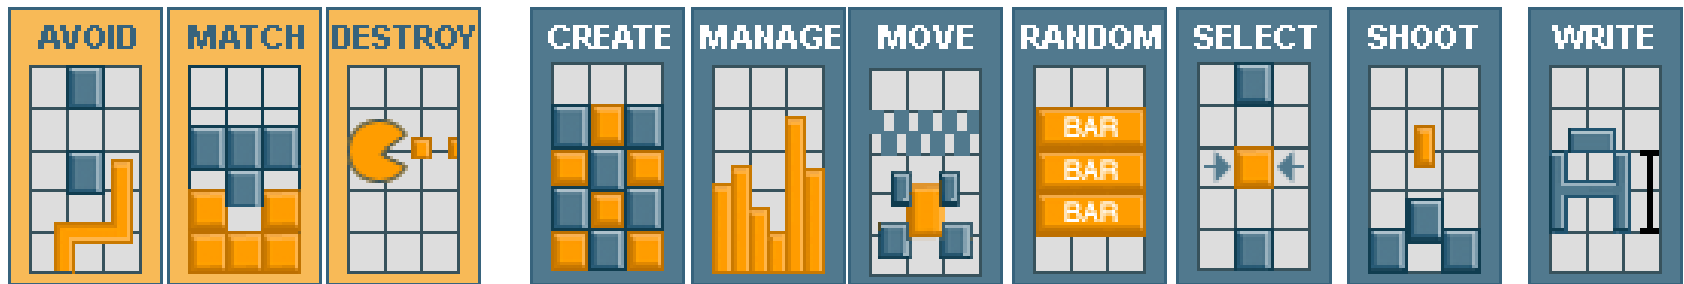 AVOID
MATCH
DESTROY
CREATE
MANAGE
MOVE
RANDOM
BAR
BAR
BAR
SELECT
SHOOT
WRITE